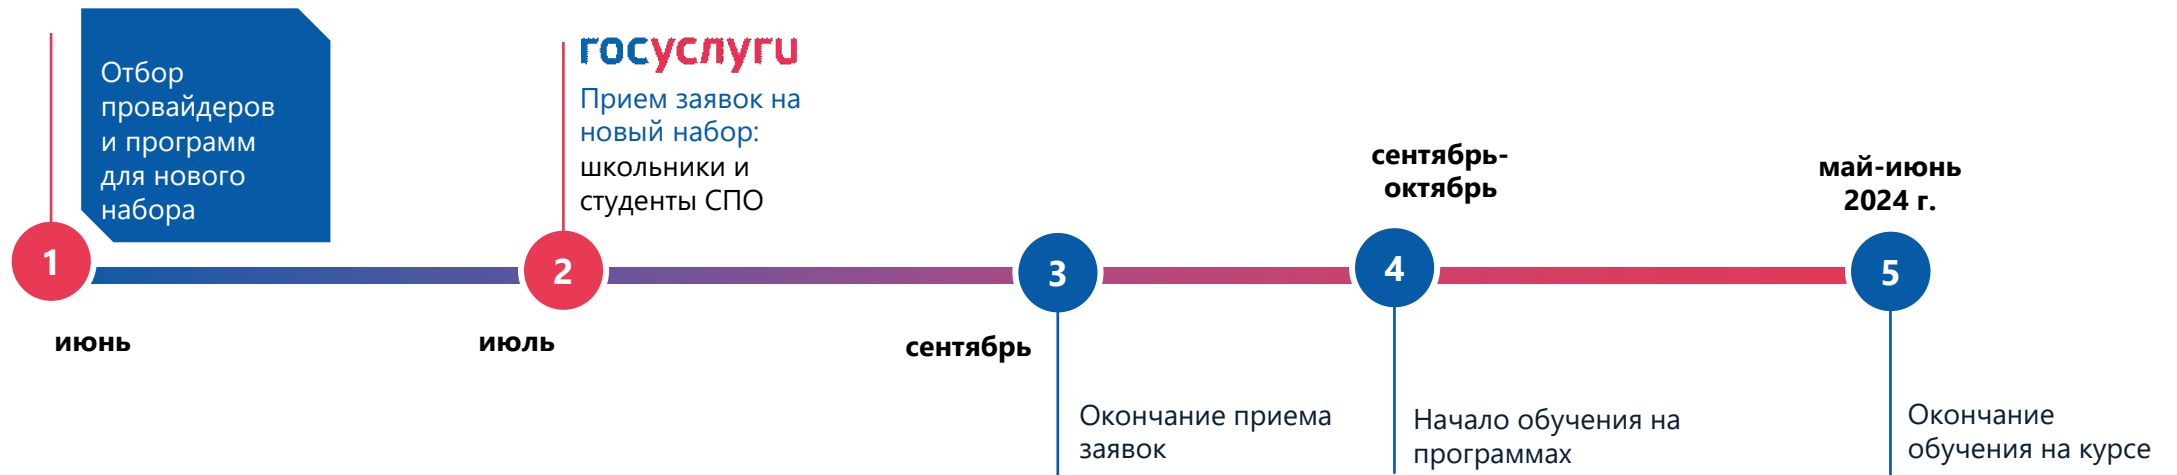 Отбор
провайдеров
и программ
для нового
набора
1
июнь
госуслуги
Прием заявок на
новый набор:
школьники и
студенты СПО
2
июль
3
сентябрь
Окончание приема
заявок
сентябрь-
октябрь
4
Начало обучения на
программах
май-июнь
2024 г.
5
Окончание
обучения на курсе